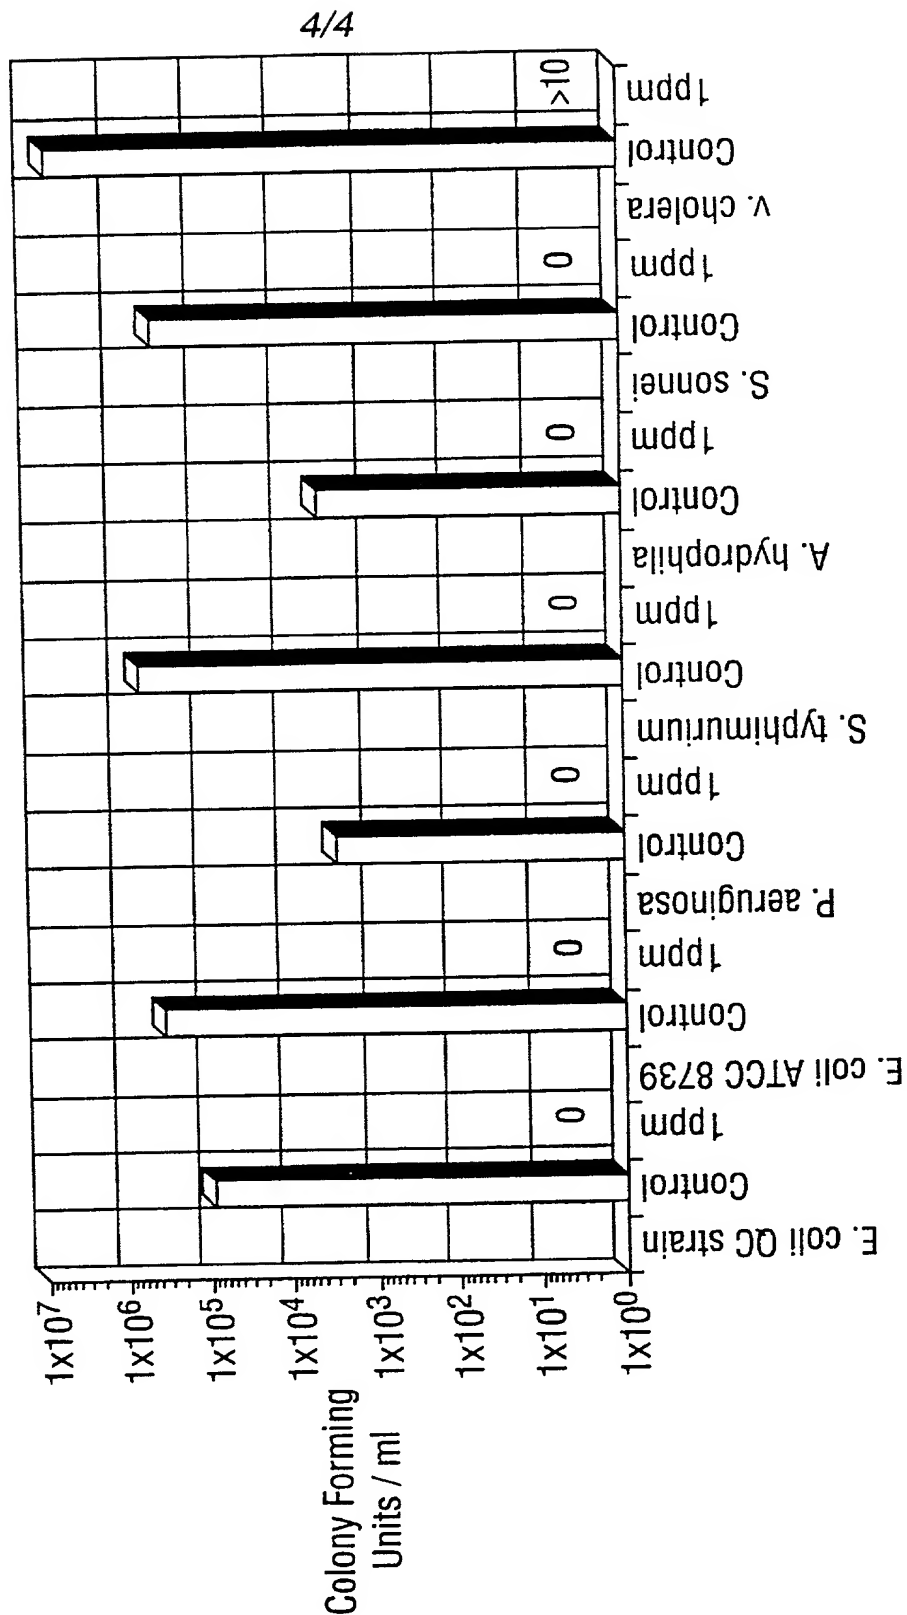 4/4
Colony Forming
Units / ml
1x10⁷
1x10⁶
1x10⁵
1x10⁴
1x10³
1x10²
1x10¹
1x10⁰
E. coli QC strain
Control
1ppm
0
E. coli ATCC 8739
Control
1ppm
0
P. aeruginosa
Control
1ppm
0
S. typhimurium
Control
1ppm
0
A. hydrophila
Control
1ppm
0
S. sonnei
Control
1ppm
0
v. cholera
Control
1ppm
>10